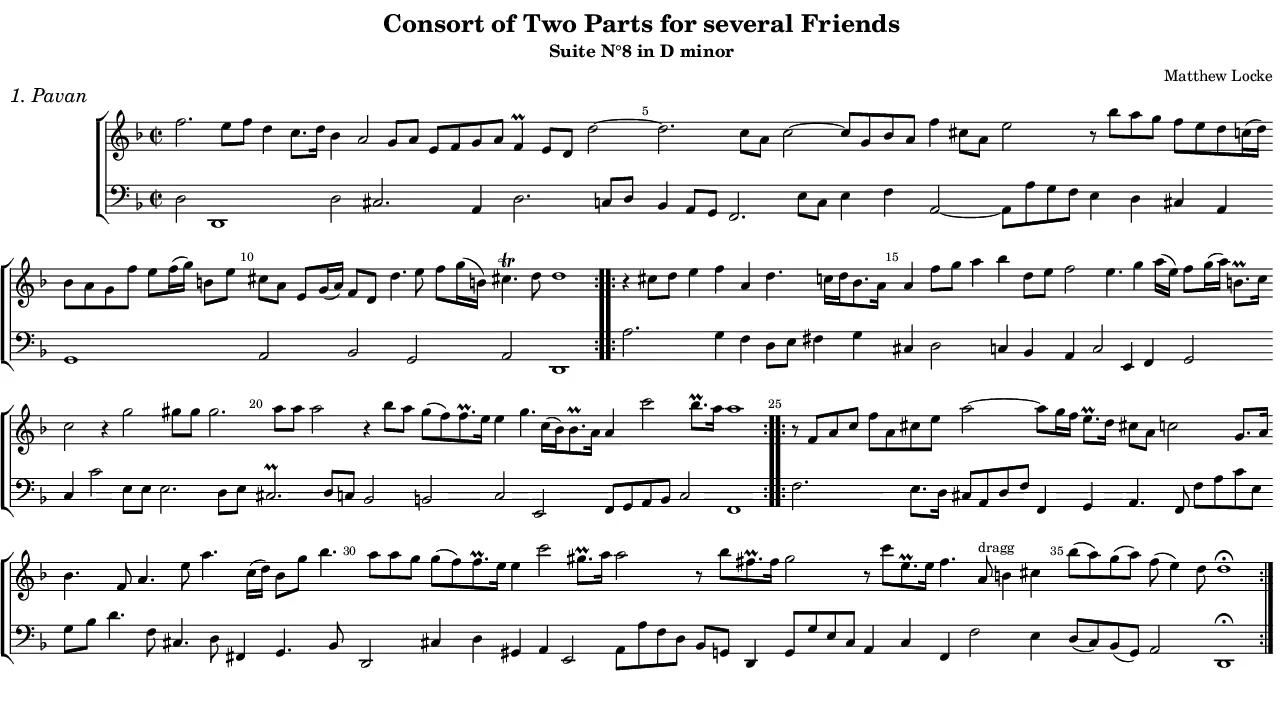 Consort of Two Parts for several Friends
Suite N°8 in D minor
Matthew Locke
1. Pavan
5
10
15
20
25
30
dragg
35